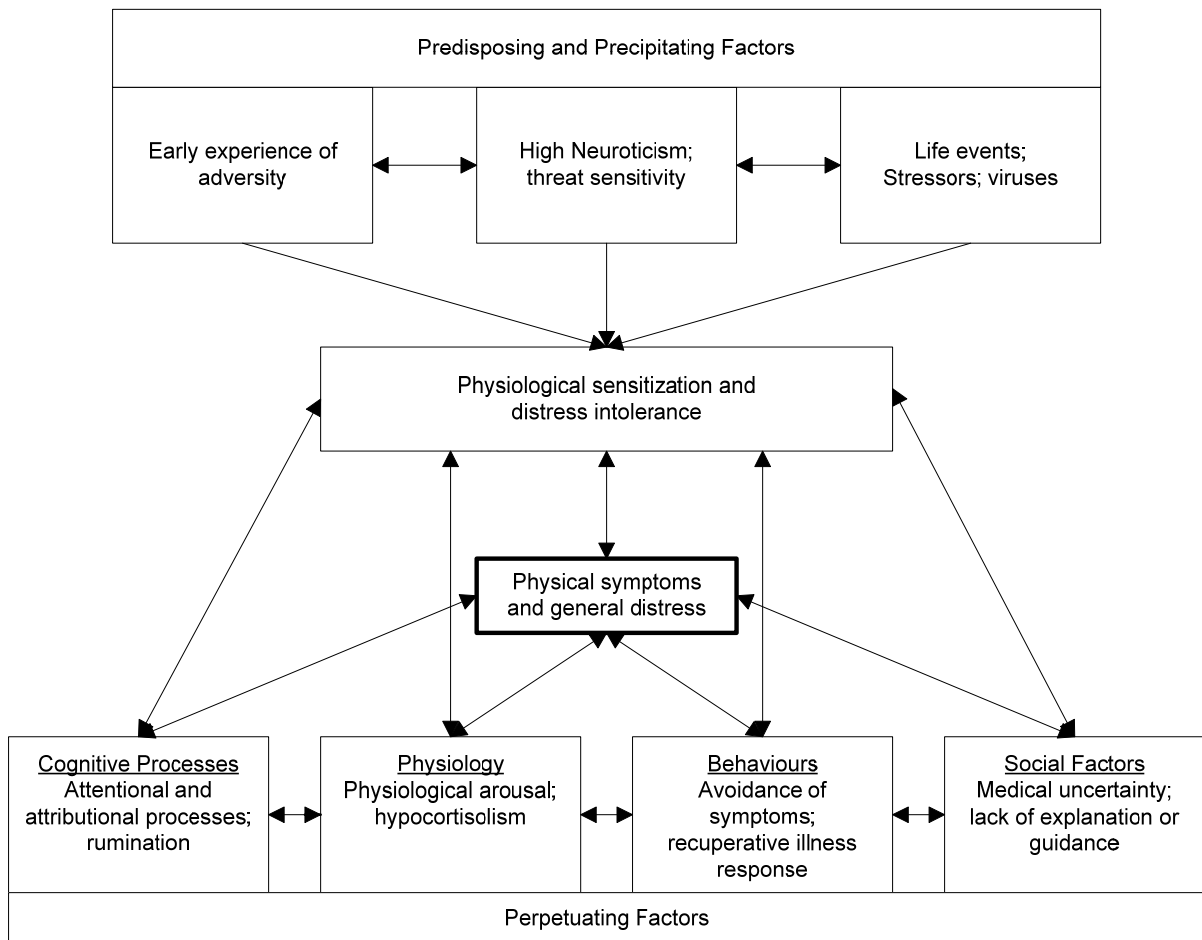 Predisposing and Precipitating Factors
Early experience of
adversity
High Neuroticism;
threat sensitivity
Life events;
Stressors; viruses
Physiological sensitization and
distress intolerance
Physical symptoms
and general distress
Cognitive Processes
Attentional and
attributional processes;
rumination
Physiology
Physiological arousal;
hypocortisolism
Behaviours
Avoidance of
symptoms;
recuperative illness
response
Social Factors
Medical uncertainty;
lack of explanation or
guidance
Perpetuating Factors